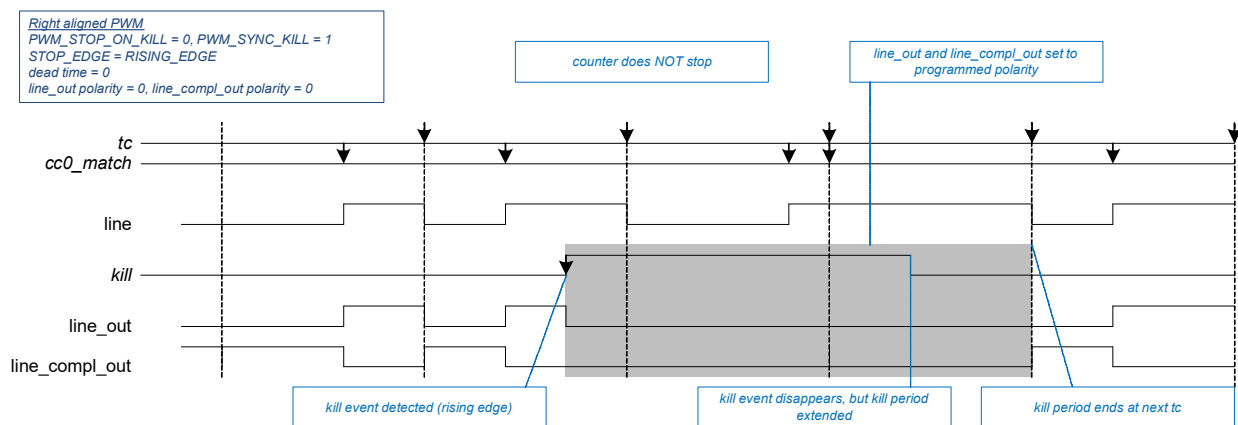 Right aligned PWM
PWM_STOP_ON_KILL = 0, PWM_SYNC_KILL = 1
STOP_EDGE = RISING_EDGE
dead time = 0
line_out polarity = 0, line_compl_out polarity = 0
counter does NOT stop
line_out and line_compl_out set to
programmed polarity
tc
cc0_match
line
kill
line_out
line_compl_out
kill event detected (rising edge)
kill event disappears, but kill period
extended
kill period ends at next tc